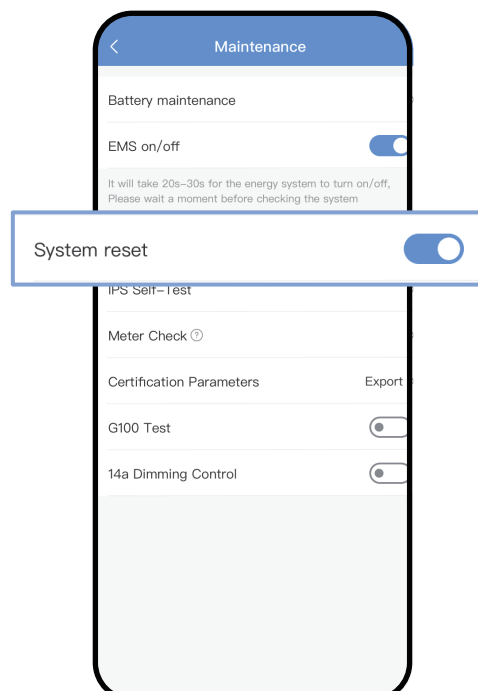 Maintenance
Battery maintenance
EMS on/off
It will take 20s–30s for the energy system to turn on/off,
Please wait a moment before checking the system
System reset
IPS Self–Test
Meter Check ?
Certification Parameters Export
G100 Test
14a Dimming Control